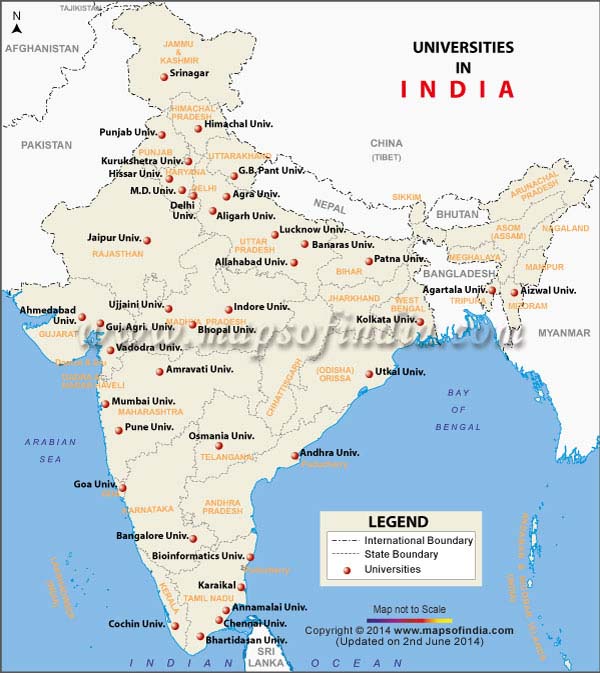 TAJIKISTAN
N
AFGHANISTAN
JAMMU
&
KASHMIR
Srinagar
UNIVERSITIES
IN
INDIA
HIMACHAL
PRADESH
Himachal Univ.
Punjab Univ.
PAKISTAN
PUNJAB
CHINA
(TIBET)
Kurukshetra Univ.
UTTARAKHAND
Hissar Univ.
HARYANA
G.B. Pant Univ.
M.D. Univ.
DELHI
Delhi
Univ.
Agra Univ.
Aligarh Univ.
NEPAL
SIKKIM
BHUTAN
ARUNACHAL
PRADESH
Jaipur Univ.
RAJASTHAN
Lucknow Univ.
UTTAR
PRADESH
Banaras Univ.
Allahabad Univ.
Patna Univ.
BIHAR
ASOM
(ASSAM)
NAGALAND
MEGHALAYA
MANIPUR
BANGLADESH
Agartala Univ.
TRIPURA
Aizwal Univ.
MIZORAM
MYANMAR
JHARKHAND
WEST
BENGAL
Kolkata Univ.
Ahmedabad
Univ.
GUJARAT
Ujjaini Univ.
Indore Univ.
MADHYA PRADESH
Guj.Agri. Univ.
Bhopal Univ.
www.mapsofindia.com
Vadodra Univ.
Daman & Diu
DADRA &
NAGAR HAVELI
Amravati Univ.
CHHATTISGARH
(ODISHA)
ORISSA
Utkal Univ.
Mumbai Univ.
MAHARASHTRA
Pune Univ.
BAY
OF
BENGAL
ARABIAN
SEA
Osmania Univ.
TELANGANA
Andhra Univ.
Puducherry
Goa Univ.
GOA
KARNATAKA
ANDHRA
PRADESH
Bangalore Univ.
Bioinformatics Univ.
Puducherry
LAKSHADWEEP
(INDIA)
Karaikal
KERALA
TAMIL NADU
Annamalai Univ.
Cochin Univ.
Chennai Univ.
Bhartidasan Univ.
SRI
LANKA
INDIAN OCEAN
ANDAMAN & NICOBAR ISLANDS
(INDIA)
LEGEND
International Boundary
State Boundary
Universities
Map not to Scale
Copyright © 2014 www.mapsofindia.com
(Updated on 2nd June 2014)